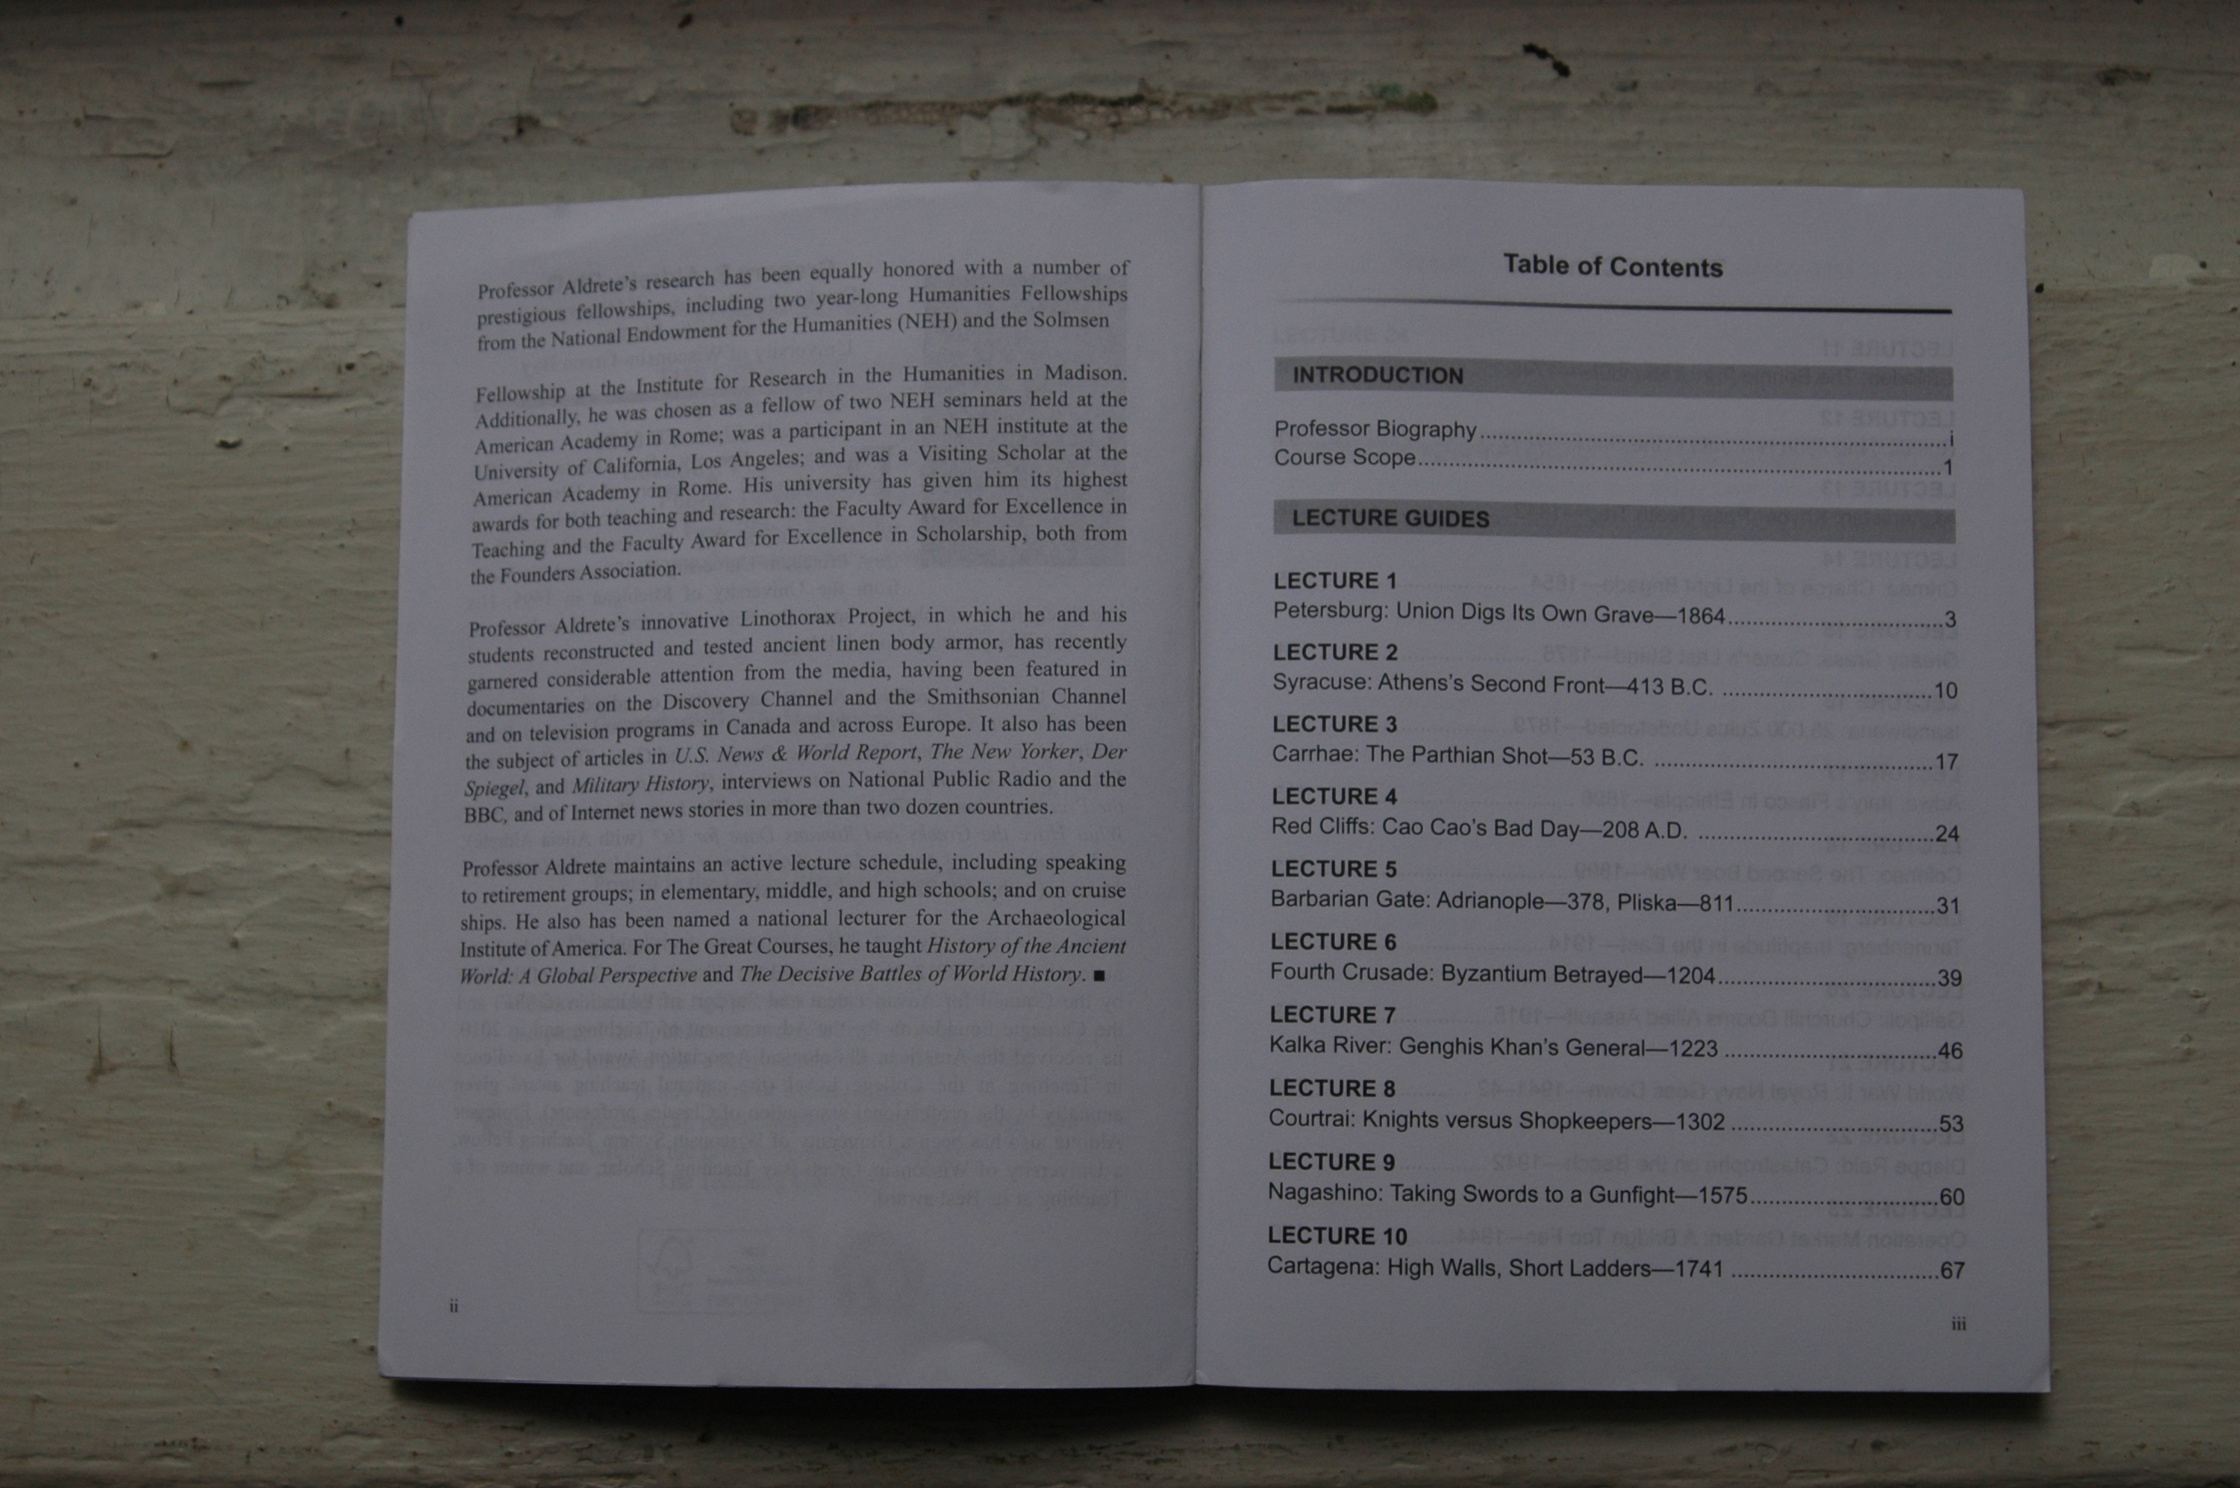 Professor Aldrete's research has been equally honored with a number of
prestigious fellowships, including two year-long Humanities Fellowships
from the National Endowment for the Humanities (NEH) and the Solmsen
Fellowship at the Institute for Research in the Humanities in Madison.
Additionally, he was chosen as a fellow of two NEH seminars held at the
American Academy in Rome; was a participant in an NEH institute at the
University of California, Los Angeles; and was a Visiting Scholar at the
American Academy in Rome. His university has given him its highest
awards for both teaching and research: the Faculty Award for Excellence in
Teaching and the Faculty Award for Excellence in Scholarship, both from
the Founders Association.
Professor Aldrete's innovative Linothorax Project, in which he and his
students reconstructed and tested ancient linen body armor, has recently
garnered considerable attention from the media, having been featured in
documentaries on the Discovery Channel and the Smithsonian Channel
and on television programs in Canada and across Europe. It also has been
the subject of articles in U.S. News & World Report, The New Yorker, Der
Spiegel, and Military History, interviews on National Public Radio and the
BBC, and of Internet news stories in more than two dozen countries.
Professor Aldrete maintains an active lecture schedule, including speaking
to retirement groups; in elementary, middle, and high schools; and on cruise
ships. He also has been named a national lecturer for the Archaeological
Institute of America. For The Great Courses, he taught History of the Ancient
World: A Global Perspective and The Decisive Battles of World History. ■
ii
Table of Contents
INTRODUCTION
Professor Biography.....i
Course Scope.....1
LECTURE GUIDES
LECTURE 1
Petersburg: Union Digs Its Own Grave—1864.....3
LECTURE 2
Syracuse: Athens's Second Front—413 B.C. .....10
LECTURE 3
Carrhae: The Parthian Shot—53 B.C. .....17
LECTURE 4
Red Cliffs: Cao Cao's Bad Day—208 A.D. .....24
LECTURE 5
Barbarian Gate: Adrianople—378, Pliska—811.....31
LECTURE 6
Fourth Crusade: Byzantium Betrayed—1204.....39
LECTURE 7
Kalka River: Genghis Khan's General—1223 .....46
LECTURE 8
Courtrai: Knights versus Shopkeepers—1302 .....53
LECTURE 9
Nagashino: Taking Swords to a Gunfight—1575.....60
LECTURE 10
Cartagena: High Walls, Short Ladders—1741 .....67
iii